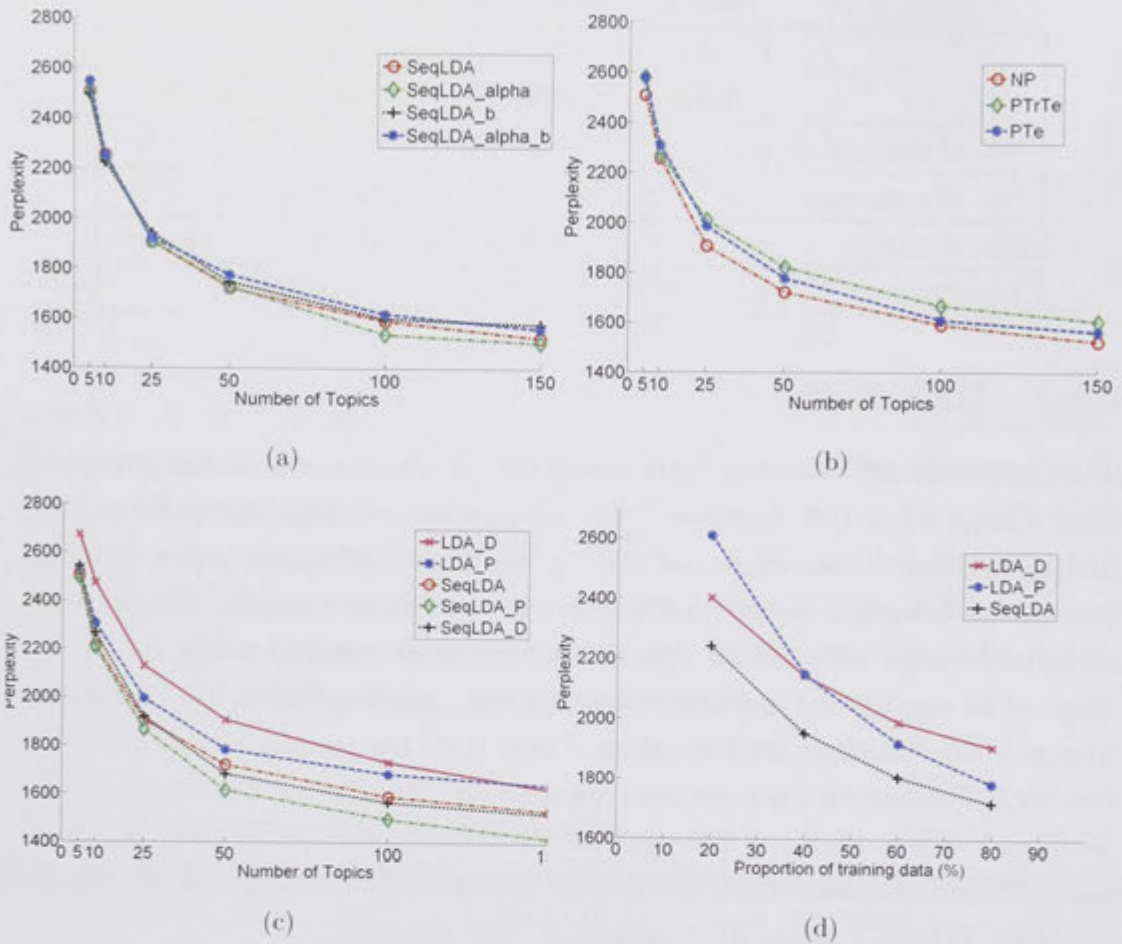 2800
2600
2400
2200
2000
1800
1600
1400
Perplexity
0 5 10 25 50 100 150
Number of Topics
SeqLDA
SeqLDA_alpha
SeqLDA_b
SeqLDA_alpha_b
(a)
2800
2600
2400
2200
2000
1800
1600
1400
Perplexity
0 5 10 25 50 100 150
Number of Topics
NP
PTrTe
PTe
(b)
2800
2600
2400
2200
2000
1800
1600
1400
Perplexity
0 5 10 25 50 100 1
Number of Topics
LDA_D
LDA_P
SeqLDA
SeqLDA_P
SeqLDA_D
(c)
2600
2400
2200
2000
1800
1600
Perplexity
0 10 20 30 40 50 60 70 80 90
Proportion of training data (%)
LDA_D
LDA_P
SeqLDA
(d)